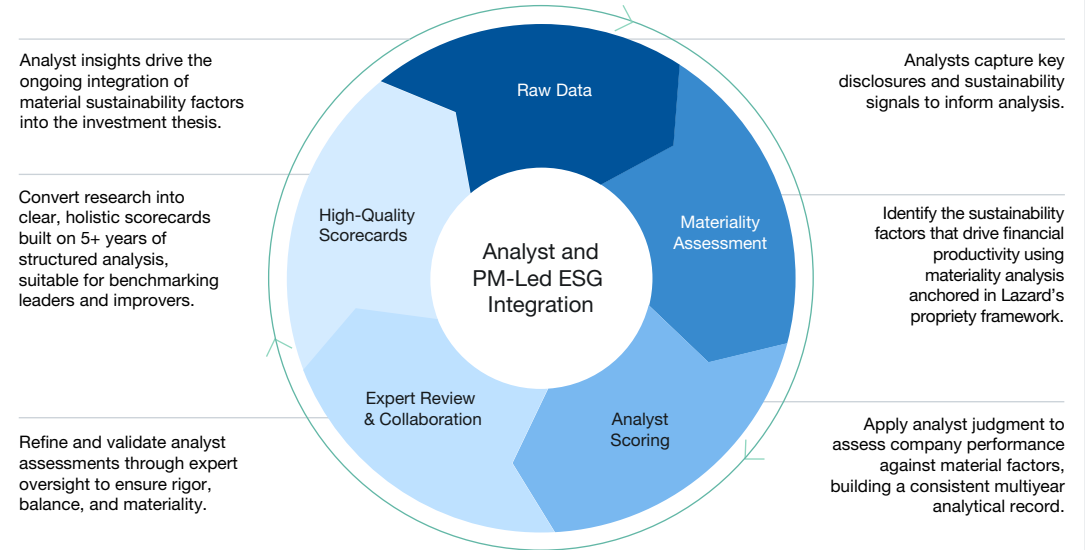 Analyst insights drive the
ongoing integration of
material sustainability factors
into the investment thesis.
Convert research into
clear, holistic scorecards
built on 5+ years of
structured analysis,
suitable for benchmarking
leaders and improvers.
Refine and validate analyst
assessments through expert
oversight to ensure rigor,
balance, and materiality.
Raw Data
Materiality
Assessment
Analyst
Scoring
Expert Review
& Collaboration
High-Quality
Scorecards
Analyst and
PM-Led ESG
Integration
Analysts capture key
disclosures and sustainability
signals to inform analysis.
Identify the sustainability
factors that drive financial
productivity using
materiality analysis
anchored in Lazard’s
propriety framework.
Apply analyst judgment to
assess company performance
against material factors,
building a consistent multiyear
analytical record.